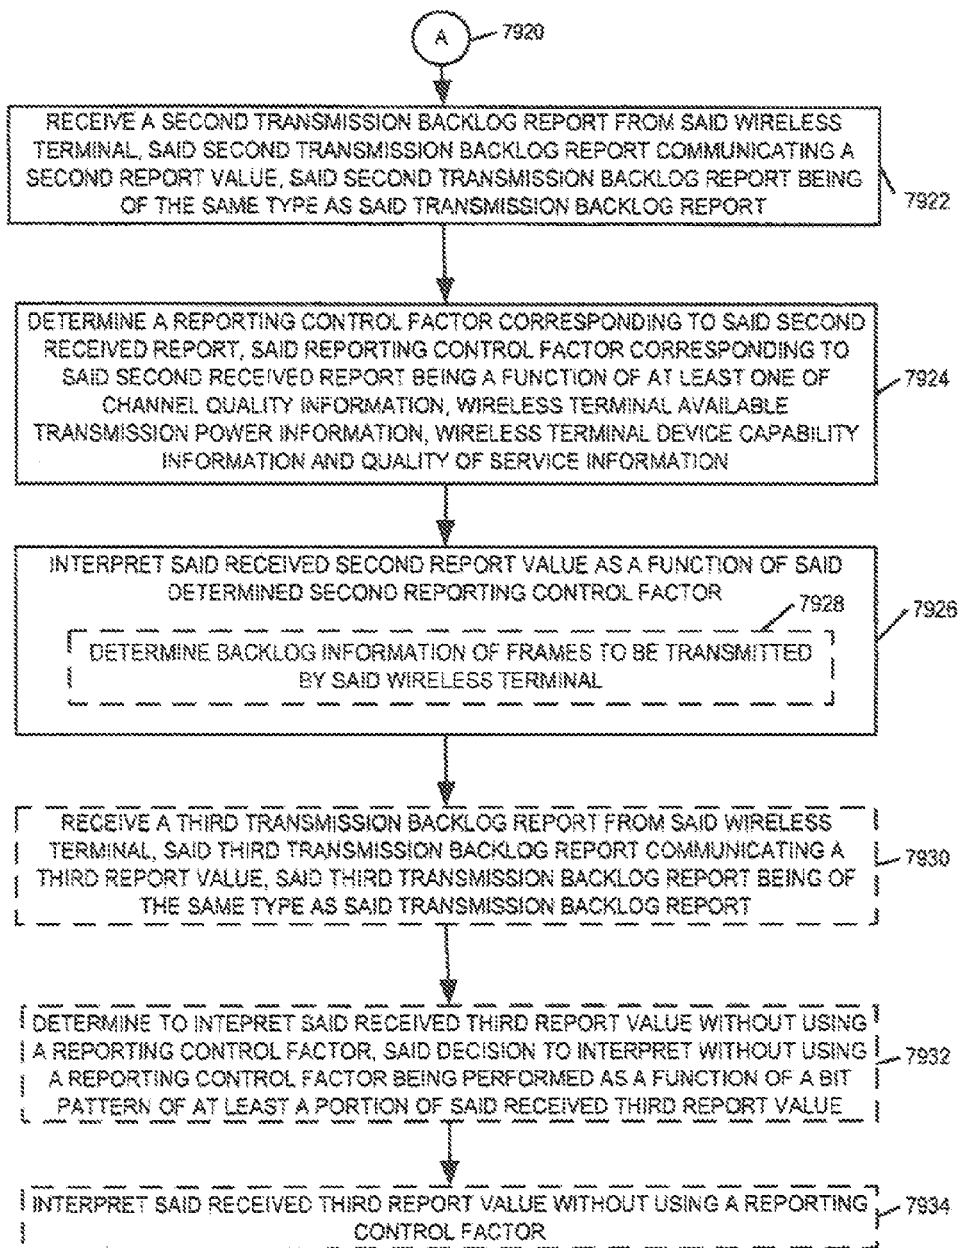 A
7920
RECEIVE A SECOND TRANSMISSION BACKLOG REPORT FROM SAID WIRELESS
TERMINAL, SAID SECOND TRANSMISSION BACKLOG REPORT COMMUNICATING A
SECOND REPORT VALUE, SAID SECOND TRANSMISSION BACKLOG REPORT BEING
OF THE SAME TYPE AS SAID TRANSMISSION BACKLOG REPORT
7922
DETERMINE A REPORTING CONTROL FACTOR CORRESPONDING TO SAID SECOND
RECEIVED REPORT, SAID REPORTING CONTROL FACTOR CORRESPONDING TO
SAID SECOND RECEIVED REPORT BEING A FUNCTION OF AT LEAST ONE OF
CHANNEL QUALITY INFORMATION, WIRELESS TERMINAL AVAILABLE
TRANSMISSION POWER INFORMATION, WIRELESS TERMINAL DEVICE CAPABILITY
INFORMATION AND QUALITY OF SERVICE INFORMATION
7924
INTERPRET SAID RECEIVED SECOND REPORT VALUE AS A FUNCTION OF SAID
DETERMINED SECOND REPORTING CONTROL FACTOR
7926
7928
DETERMINE BACKLOG INFORMATION OF FRAMES TO BE TRANSMITTED
BY SAID WIRELESS TERMINAL
RECEIVE A THIRD TRANSMISSION BACKLOG REPORT FROM SAID WIRELESS
TERMINAL, SAID THIRD TRANSMISSION BACKLOG REPORT COMMUNICATING A
THIRD REPORT VALUE, SAID THIRD TRANSMISSION BACKLOG REPORT BEING OF
THE SAME TYPE AS SAID TRANSMISSION BACKLOG REPORT
7930
DETERMINE TO INTEPRET SAID RECEIVED THIRD REPORT VALUE WITHOUT USING
A REPORTING CONTROL FACTOR, SAID DECISION TO INTERPRET WITHOUT USING
A REPORTING CONTROL FACTOR BEING PERFORMED AS A FUNCTION OF A BIT
PATTERN OF AT LEAST A PORTION OF SAID RECEIVED THIRD REPORT VALUE
7932
INTERPRET SAID RECEIVED THIRD REPORT VALUE WITHOUT USING A REPORTING
CONTROL FACTOR
7934